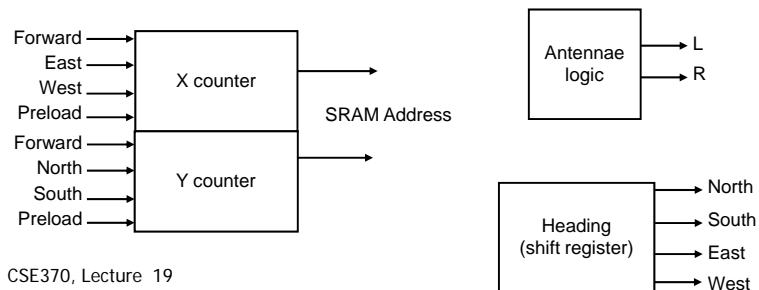 Forward
East
West
Preload
X counter
Forward
North
South
Preload
Y counter
SRAM Address
Antennae
logic
L
R
Heading
(shift register)
North
South
East
West
CSE370, Lecture 19